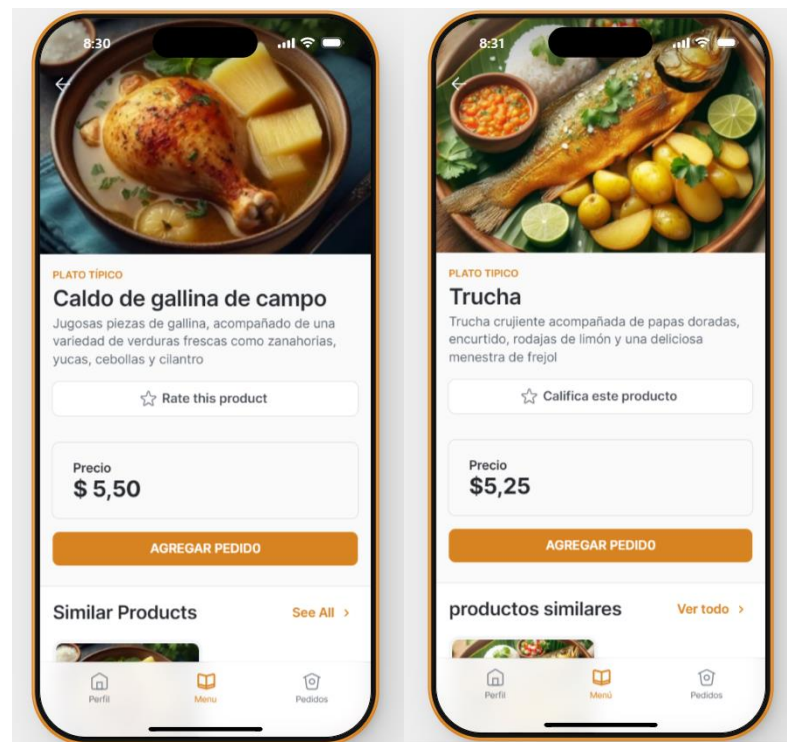 8:30
PLATO TÍPICO
Caldo de gallina de campo
Jugosas piezas de gallina, acompañado de una
variedad de verduras frescas como zanahorias,
yucas, cebollas y cilantro
Rate this product
Precio
$ 5,50
AGREGAR PEDIDO
Similar Products
See All >
Perfil
Menu
Pedidos
8:31
PLATO TIPICO
Trucha
Trucha crujiente acompañada de papas doradas,
encurtido, rodajas de limón y una deliciosa
menestra de frejol
Califica este producto
Precio
$5,25
AGREGAR PEDIDO
productos similares
Ver todo >
Perfil
Menú
Pedidos